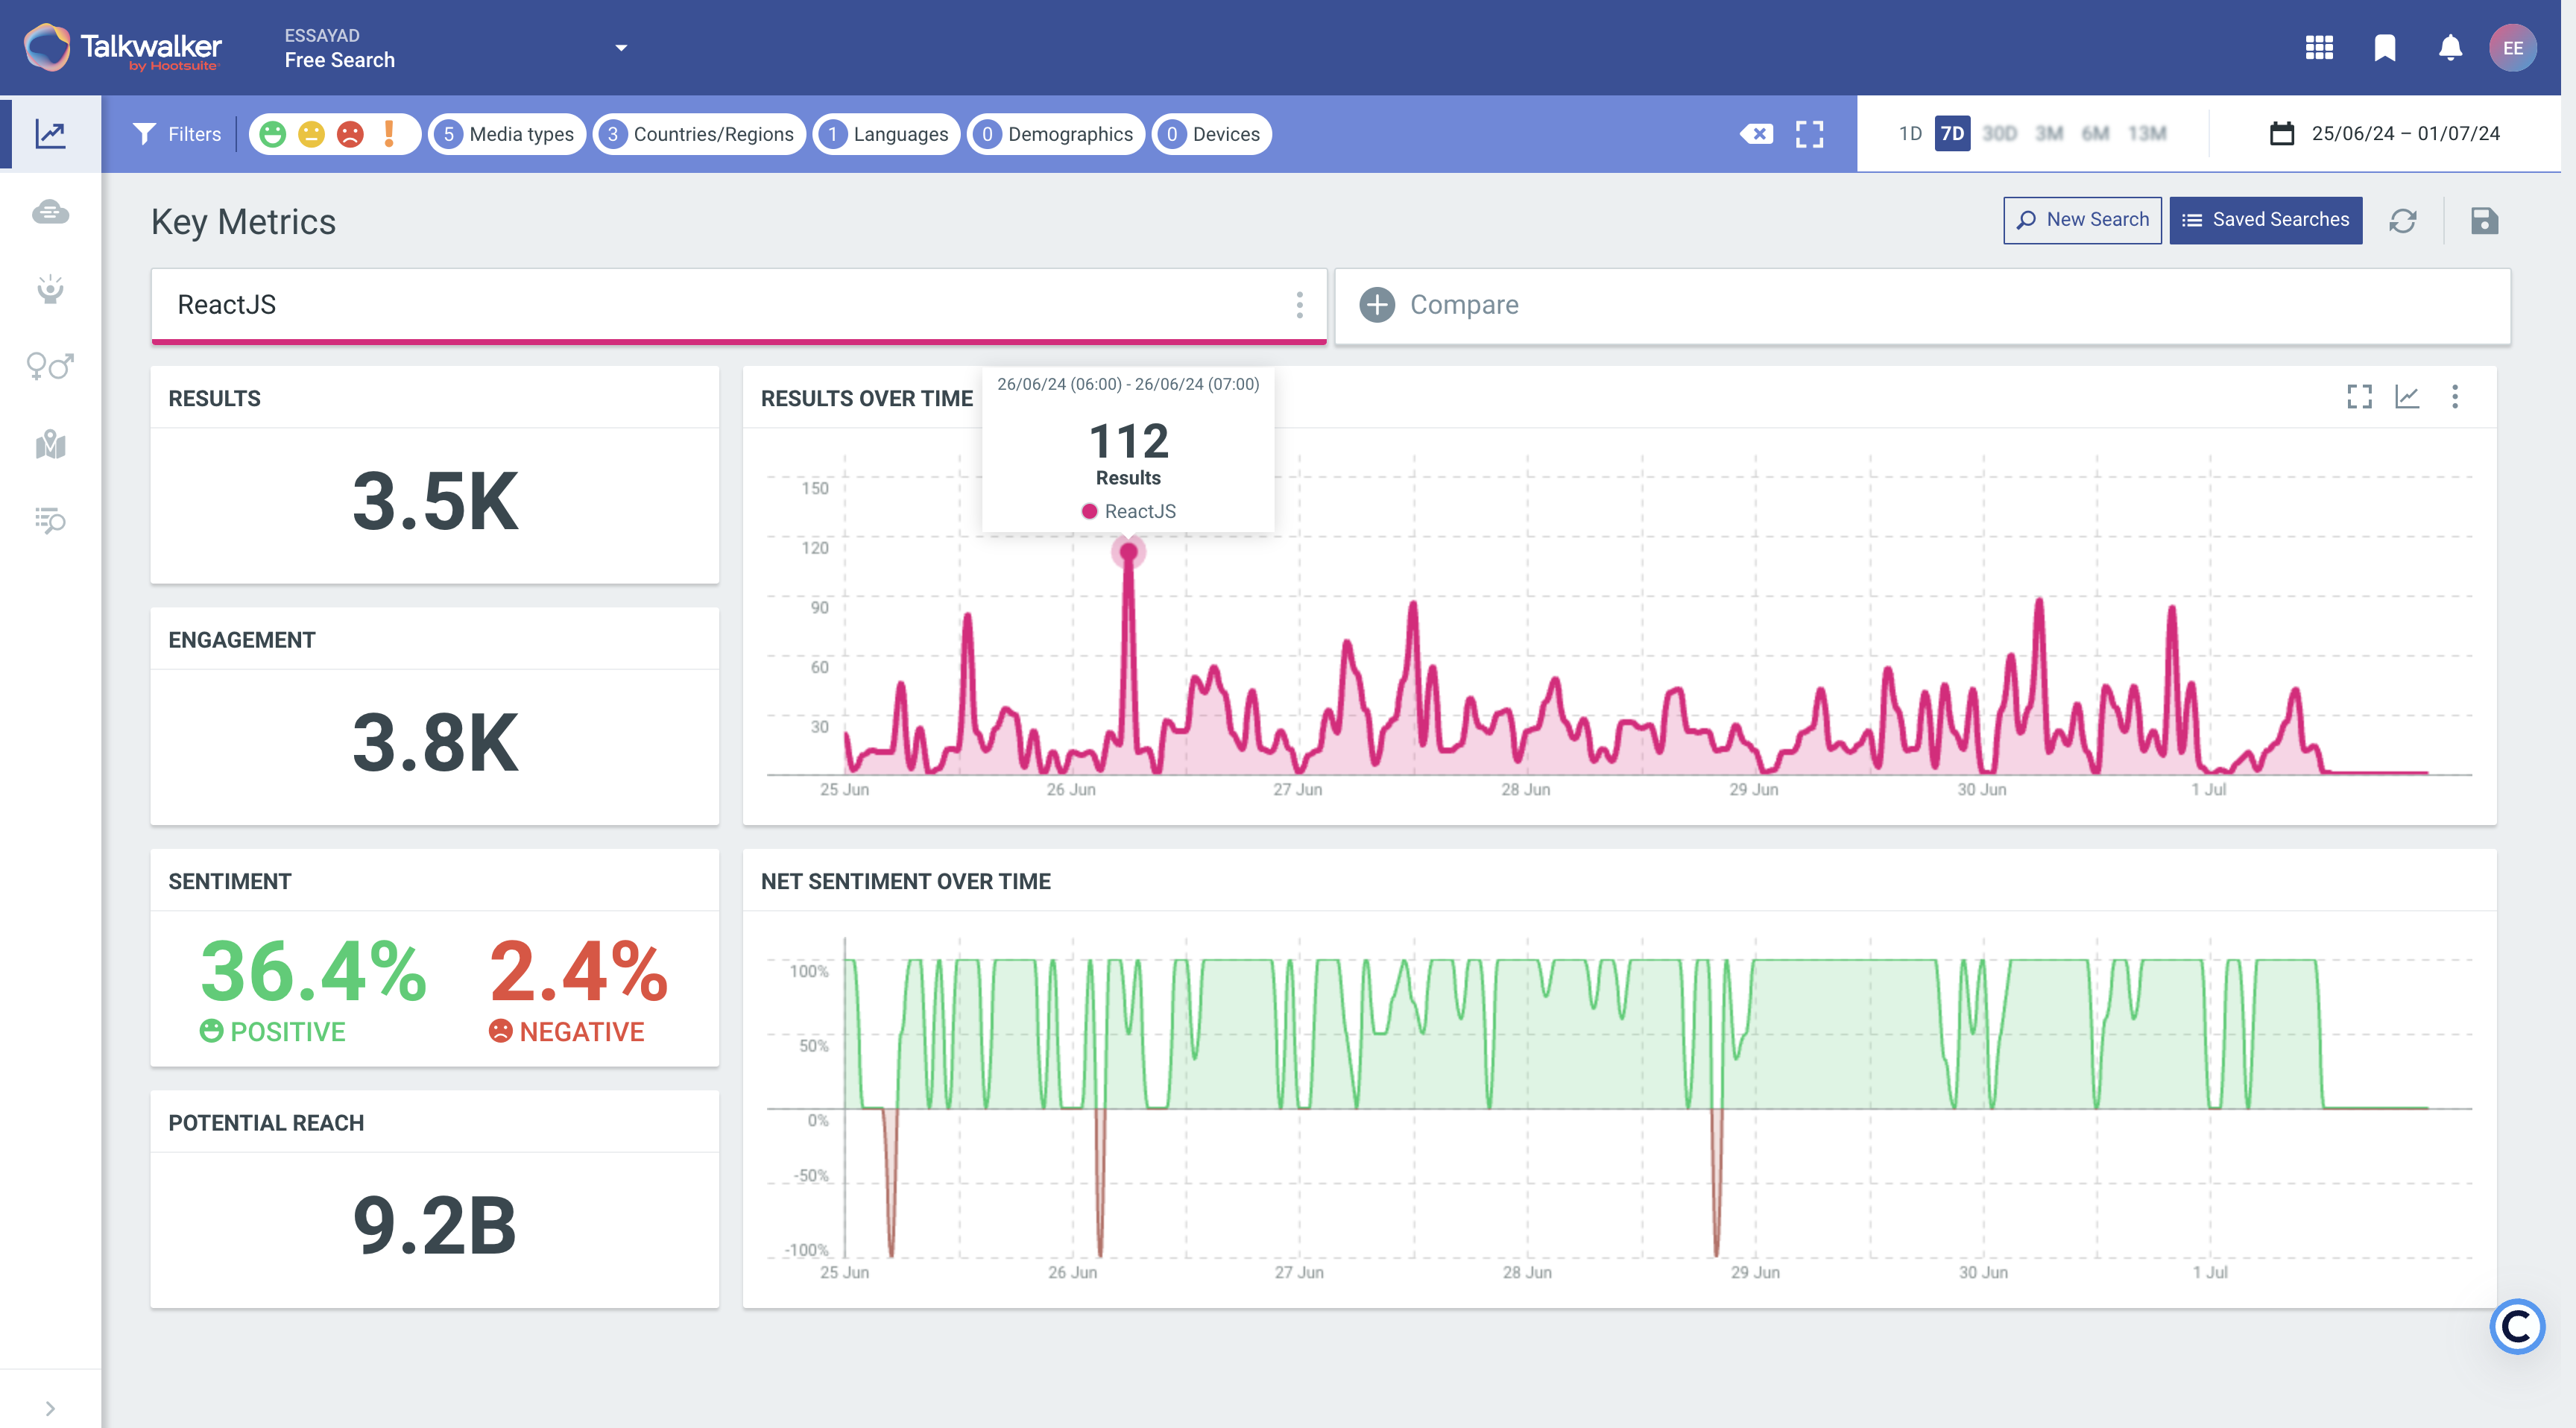 Talkwalker
by Hootsuite
ESSAYAD
Free Search
EE
Filters
5 Media types
3 Countries/Regions
1 Languages
0 Demographics
0 Devices
1D 7D 30D 3M 6M 13M
25/06/24 – 01/07/24
Key Metrics
New Search
Saved Searches
ReactJS
Compare
RESULTS
3.5K
ENGAGEMENT
3.8K
SENTIMENT
36.4%
POSITIVE
2.4%
NEGATIVE
POTENTIAL REACH
9.2B
RESULTS OVER TIME
26/06/24 (06:00) - 26/06/24 (07:00)
112
Results
ReactJS
150
120
90
60
30
25 Jun 26 Jun 27 Jun 28 Jun 29 Jun 30 Jun 1 Jul
NET SENTIMENT OVER TIME
100%
50%
0%
-50%
-100%
25 Jun 26 Jun 27 Jun 28 Jun 29 Jun 30 Jun 1 Jul
C